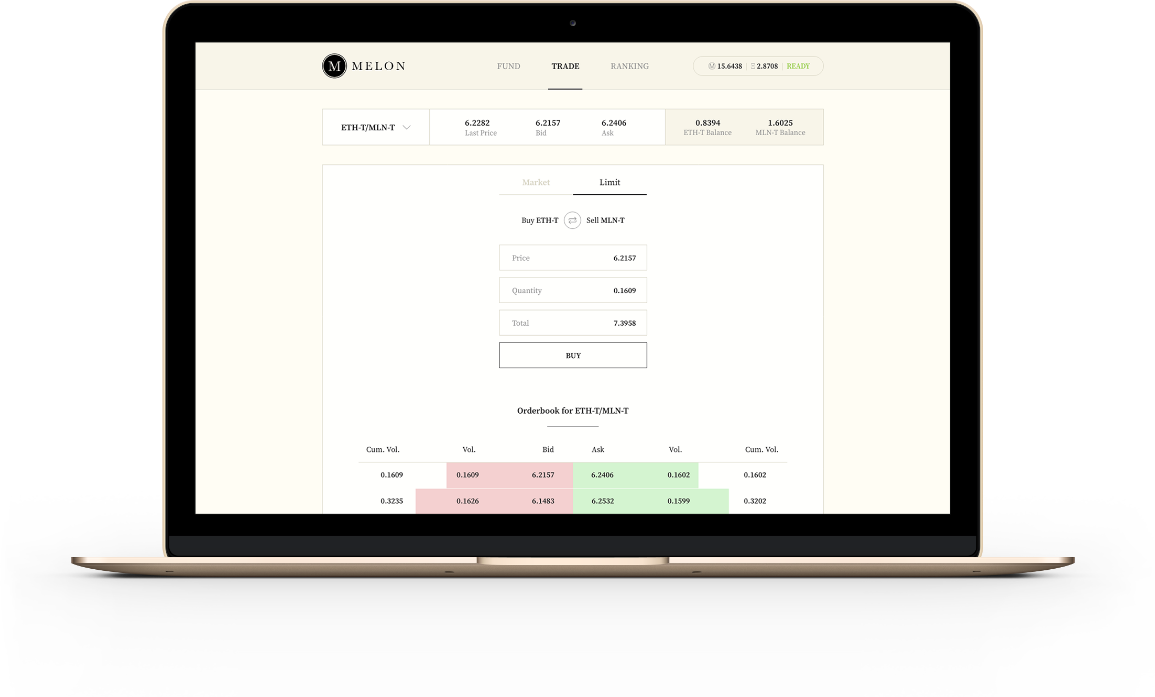 M MELON
FUND TRADE RANKING
M 15.6438 | Ξ 2.8708 | READY
ETH-T/MLN-T
6.2282 6.2157 6.2406 0.8394 1.6025
Last Price Bid Ask ETH-T Balance MLN-T Balance
Market Limit
Buy ETH-T Sell MLN-T
Price 6.2157
Quantity 0.1609
Total 7.3958
BUY
Orderbook for ETH-T/MLN-T
Cum. Vol. Vol. Bid Ask Vol. Cum. Vol.
0.1609 0.1609 6.2157 6.2406 0.1602 0.1602
0.3235 0.1626 6.1483 6.2532 0.1599 0.3202